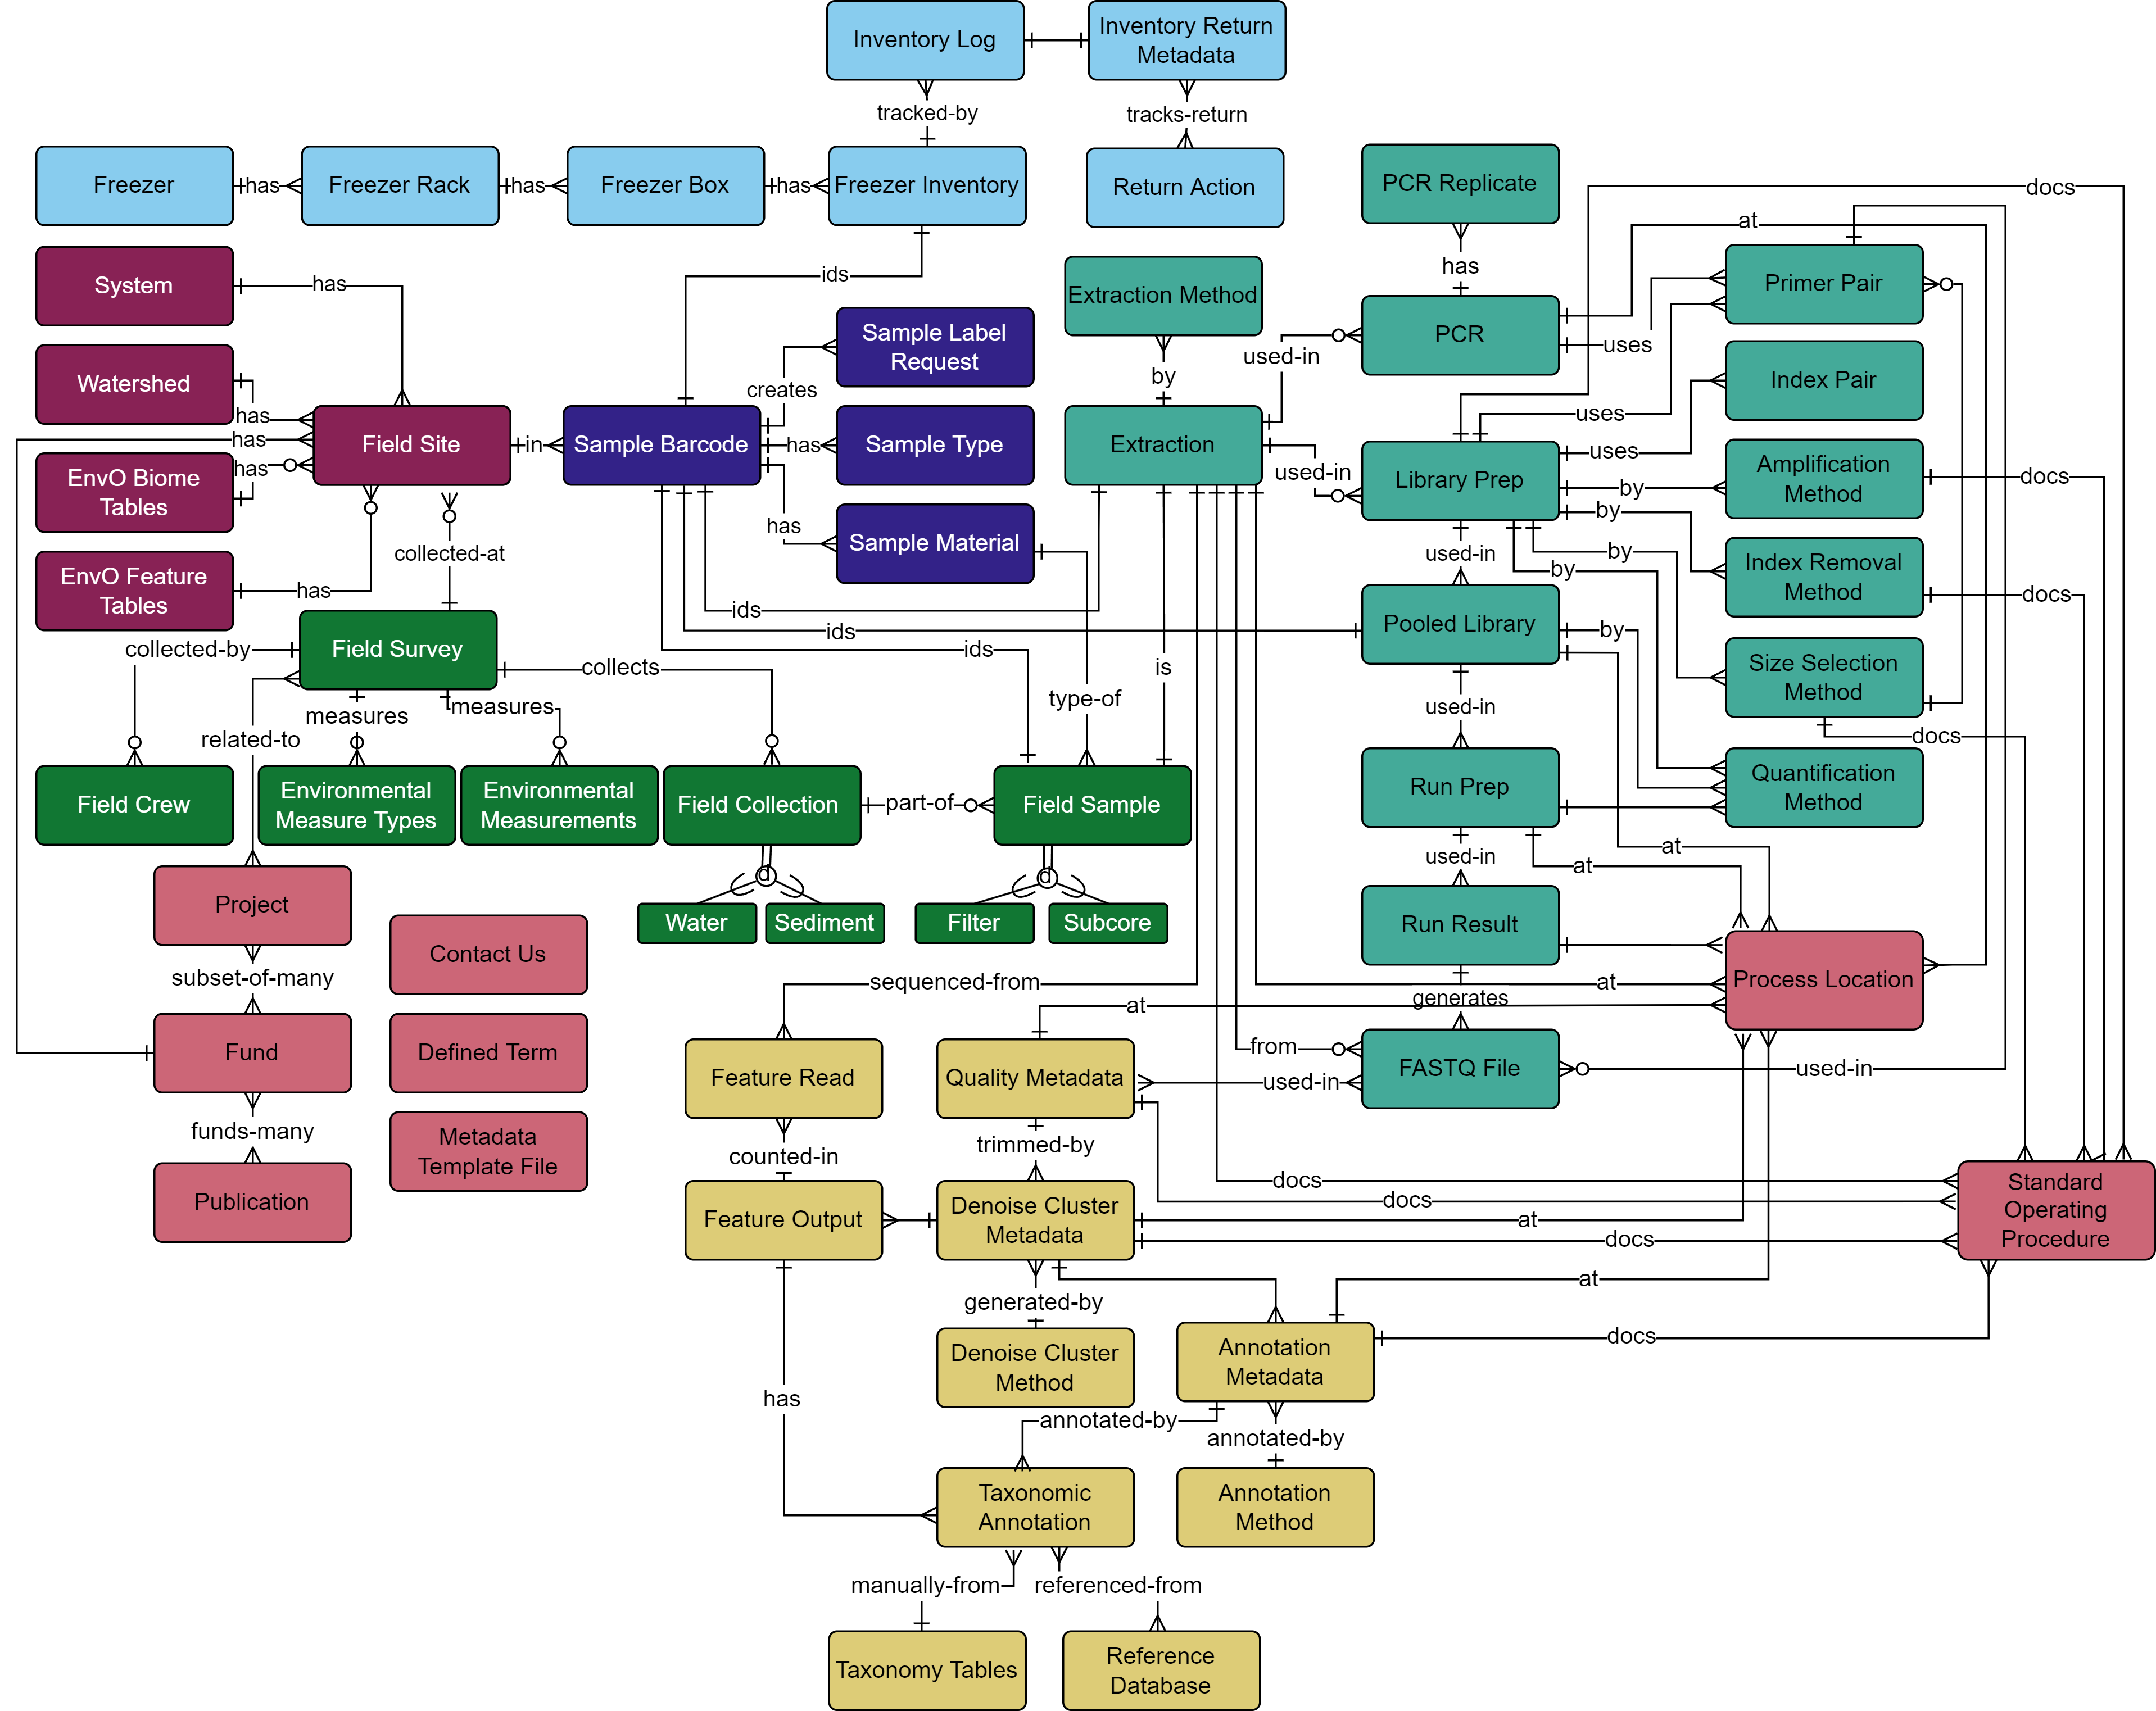 Inventory Log
Inventory Return
Metadata
tracked-by
tracks-return
Freezer
has
Freezer Rack
has
Freezer Box
has
Freezer Inventory
Return Action
PCR Replicate
docs
at
System
has
ids
Extraction Method
has
Primer Pair
Sample Label
Request
used-in
PCR
uses
Watershed
has
creates
by
Index Pair
has
Field Site
in
Sample Barcode
has
Sample Type
Extraction
uses
uses
has
EnvO Biome
Tables
used-in
Library Prep
by
Amplification
Method
docs
by
collected-at
has
Sample Material
used-in
by
by
Index Removal
Method
docs
EnvO Feature
Tables
has
ids
ids
Pooled Library
by
collected-by
Field Survey
collects
ids
is
Size Selection
Method
type-of
measures
measures
used-in
related-to
docs
Field Crew
Environmental
Measure Types
Environmental
Measurements
Field Collection
part-of
Field Sample
Run Prep
Quantification
Method
used-in
at
at
d
d
Project
Water
Sediment
Filter
Subcore
Run Result
Contact Us
subset-of-many
sequenced-from
at
Process Location
generates
at
Fund
Defined Term
Feature Read
Quality Metadata
from
used-in
FASTQ File
used-in
funds-many
Metadata
Template File
counted-in
trimmed-by
Publication
Feature Output
Denoise Cluster
Metadata
docs
docs
at
docs
Standard
Operating
Procedure
generated-by
at
Denoise Cluster
Method
Annotation
Metadata
docs
has
annotated-by
annotated-by
Taxonomic
Annotation
Annotation
Method
manually-from
referenced-from
Taxonomy Tables
Reference
Database